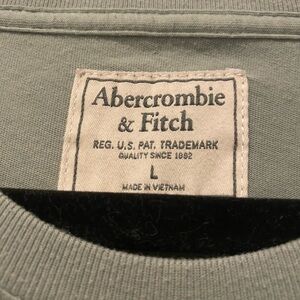 Abercrombie
& Fitch
REG. U.S. PAT. TRADEMARK
QUALITY SINCE 1892
L
MADE IN VIETNAM